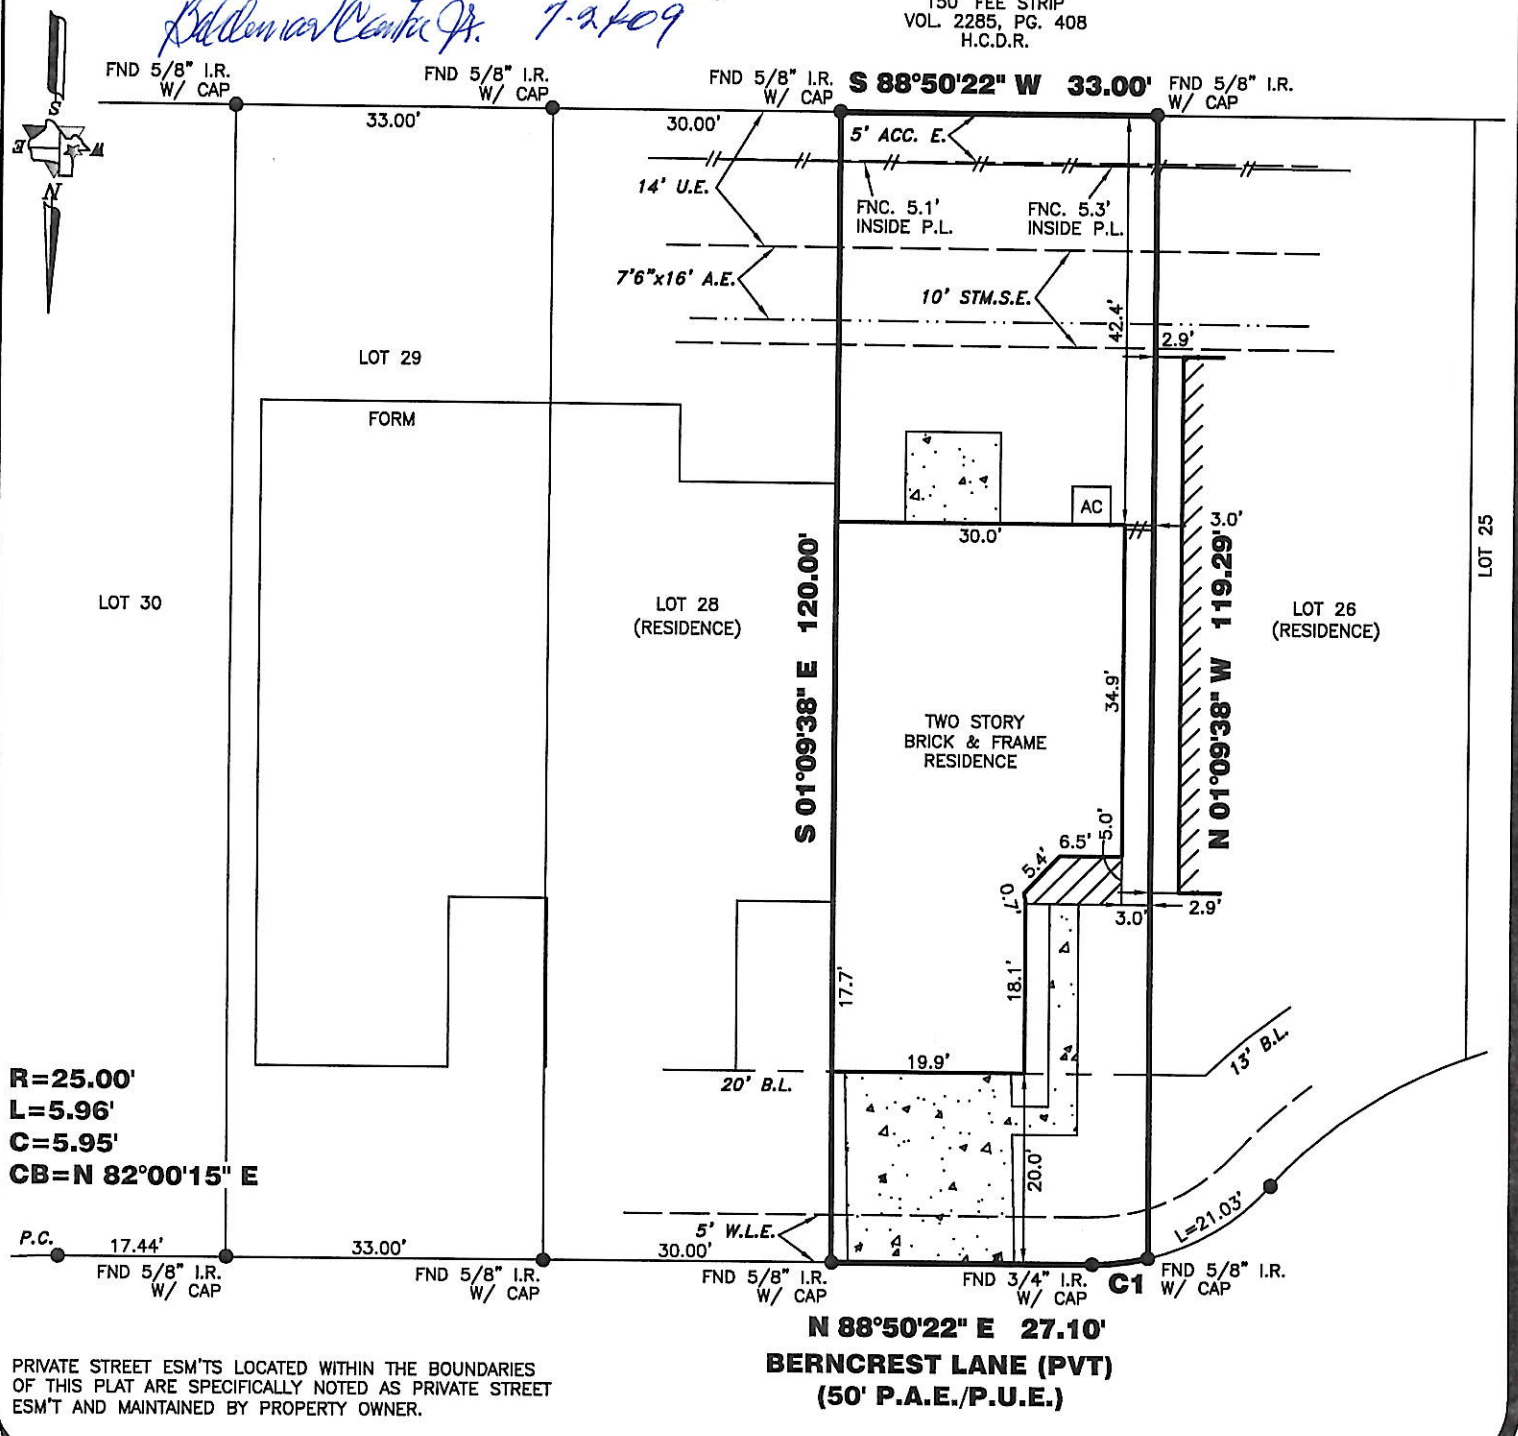 7-24-09
150' FEE STRIP
VOL. 2285, PG. 408
H.C.D.R.
FND 5/8" I.R.
W/ CAP
FND 5/8" I.R.
W/ CAP
FND 5/8" I.R.
W/ CAP
S 88°50'22" W 33.00'
FND 5/8" I.R.
W/ CAP
S
E
W
N
33.00'
30.00'
5' ACC. E.
14' U.E.
FNC. 5.1'
INSIDE P.L.
FNC. 5.3'
INSIDE P.L.
7'6"x16' A.E.
10' STM.S.E.
42.4'
2.9'
LOT 29
FORM
AC
30.0'
3.0'
LOT 25
LOT 30
LOT 28
(RESIDENCE)
S 01°09'38" E 120.00'
N 01°09'38" W 119.29'
LOT 26
(RESIDENCE)
34.9'
TWO STORY
BRICK & FRAME
RESIDENCE
6.5'
5.0'
5.4'
0.7'
3.0'
2.9'
17.7'
18.1'
19.9'
20' B.L.
13' B.L.
R=25.00'
L=5.96'
C=5.95'
CB=N 82°00'15" E
20.0'
5' W.L.E.
L=21.03'
P.C.
17.44'
33.00'
30.00'
FND 5/8" I.R.
W/ CAP
FND 5/8" I.R.
W/ CAP
FND 5/8" I.R.
W/ CAP
FND 3/4" I.R.
W/ CAP
C1
FND 5/8" I.R.
W/ CAP
N 88°50'22" E 27.10'
BERNCREST LANE (PVT)
(50' P.A.E./P.U.E.)
PRIVATE STREET ESM'TS LOCATED WITHIN THE BOUNDARIES
OF THIS PLAT ARE SPECIFICALLY NOTED AS PRIVATE STREET
ESM'T AND MAINTAINED BY PROPERTY OWNER.